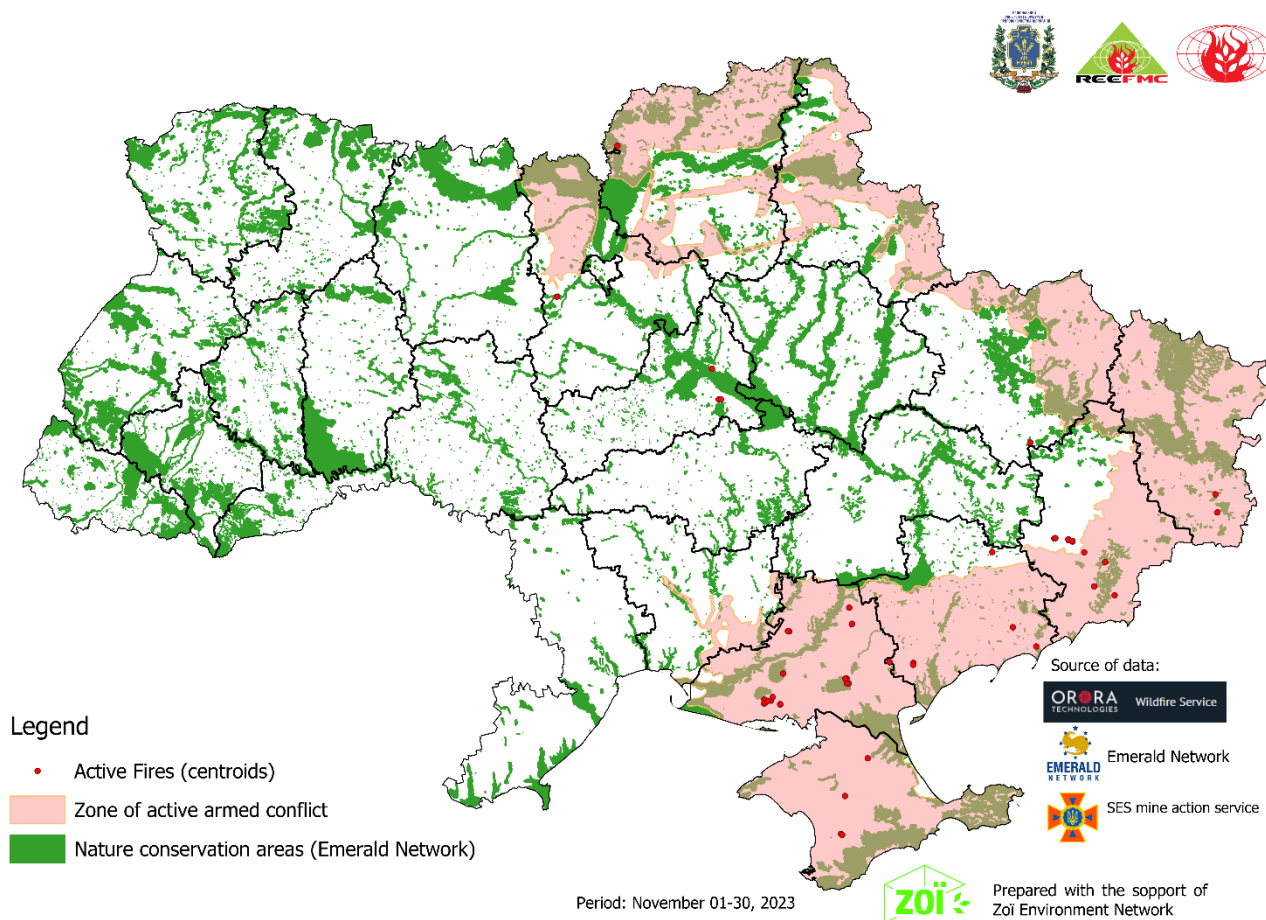 REEFMC
Source of data:
ORORA
TECHNOLOGIES
Wildfire Service
EMERALD
NETWORK
Emerald Network
SES mine action service
Legend
Active Fires (centroids)
Zone of active armed conflict
Nature conservation areas (Emerald Network)
Period: November 01-30, 2023
zoï
Prepared with the sopport of
Zoï Environment Network